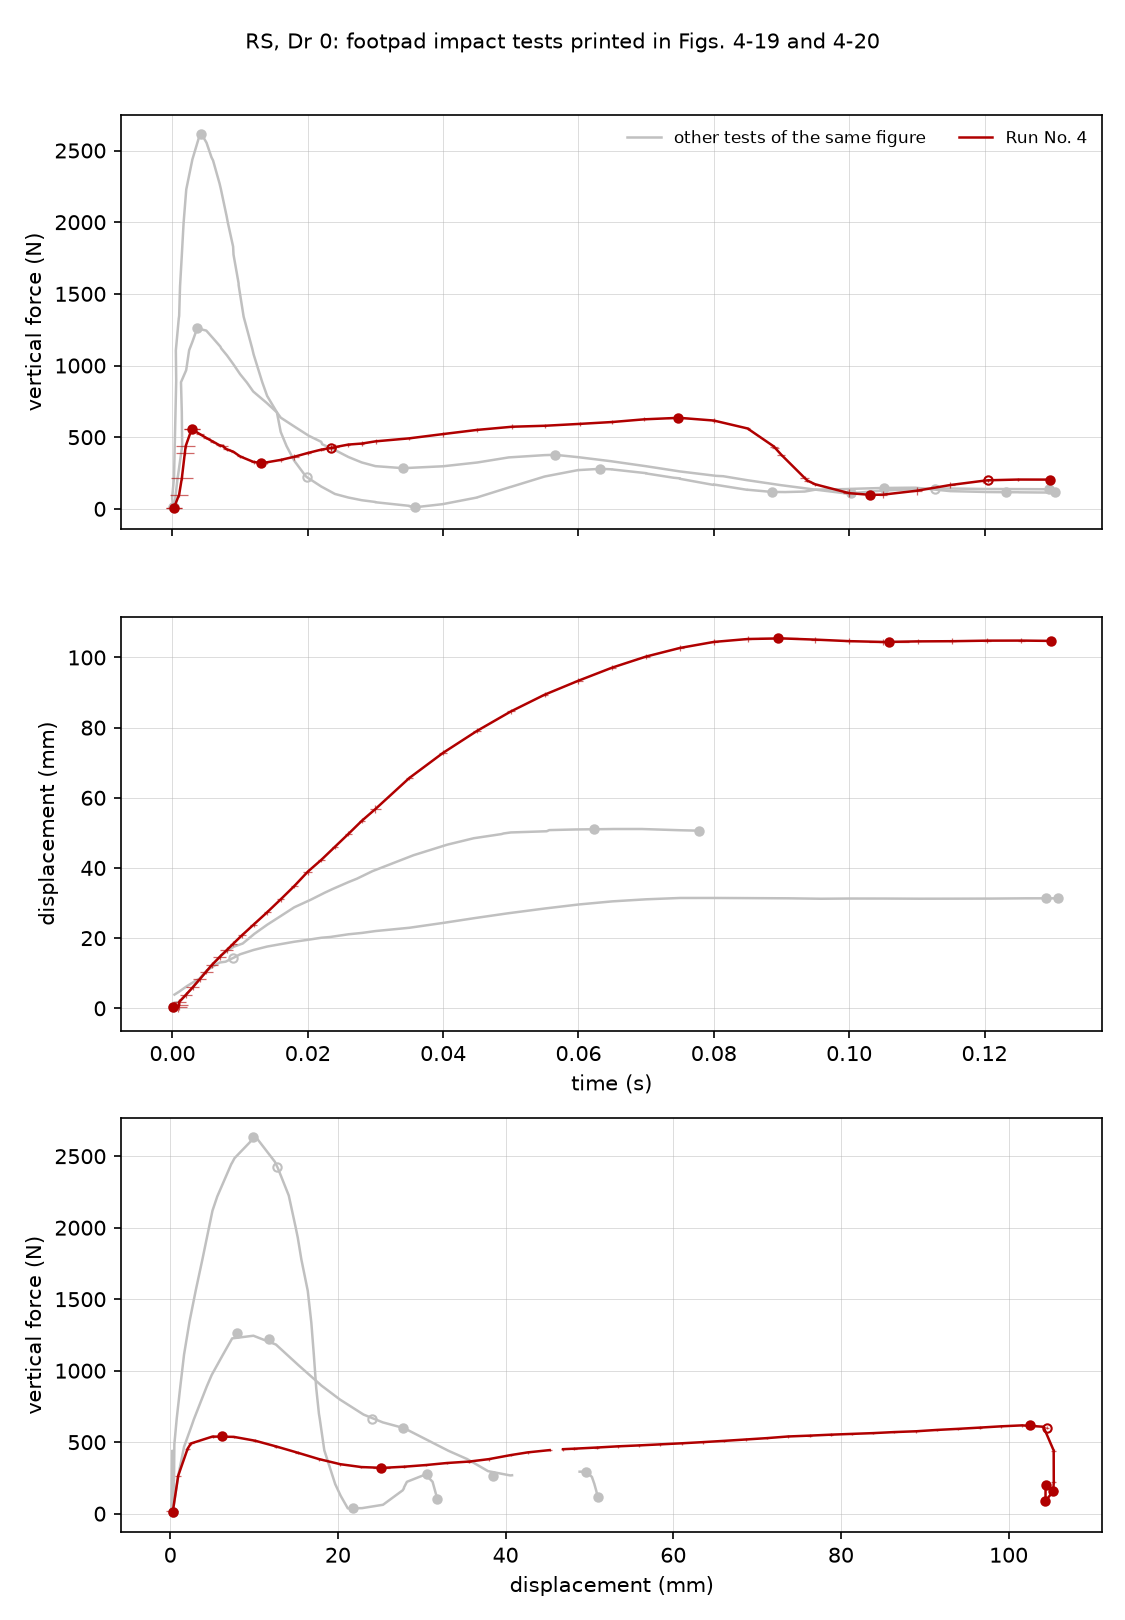 RS, Dr 0: footpad impact tests printed in Figs. 4-19 and 4-20
other tests of the same figure
Run No. 4
vertical force (N)
2500
2000
1500
1000
500
0
displacement (mm)
100
80
60
40
20
0
0.00 0.02 0.04 0.06 0.08 0.10 0.12
time (s)
vertical force (N)
2500
2000
1500
1000
500
0
0 20 40 60 80 100
displacement (mm)